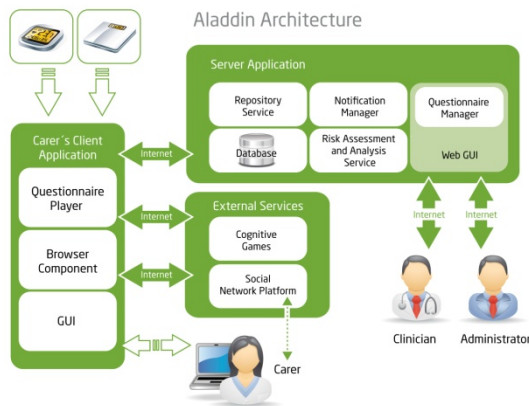 Aladdin Architecture
Server Application
Repository
Service
Notification
Manager
Questionnaire
Manager
Database
Risk Assessment
and Analysis
Service
Web GUI
Carer´s Client
Application
Questionnaire
Player
Browser
Component
GUI
Internet
Internet
Internet
External Services
Cognitive
Games
Social
Network Platform
Internet
Internet
Clinician
Administrator
Carer